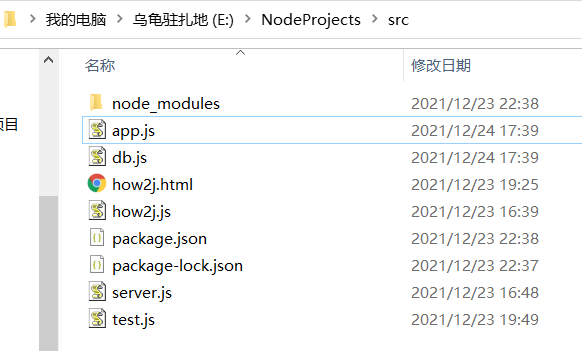 我的电脑 > 乌龟驻扎地 (E:) > NodeProjects > src
名称 修改日期
node_modules 2021/12/23 22:38
项目
app.js 2021/12/24 17:39
db.js 2021/12/24 17:39
how2j.html 2021/12/23 19:25
how2j.js 2021/12/23 16:39
package.json 2021/12/23 22:38
package-lock.json 2021/12/23 22:37
server.js 2021/12/23 16:48
test.js 2021/12/23 19:49